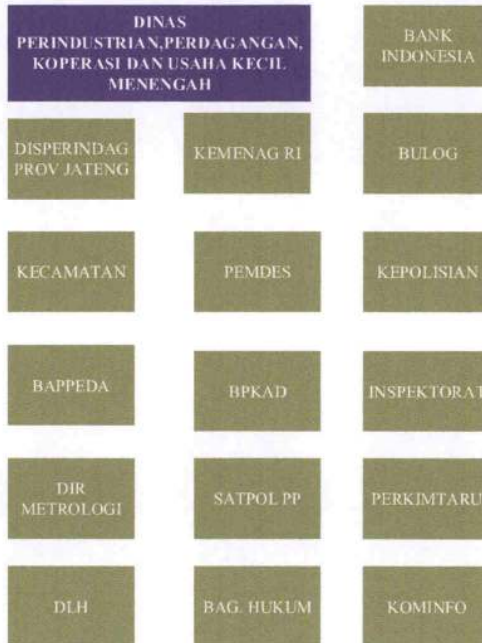 DINAS
PERINDUSTRIAN,PERDAGANGAN,
KOPERASI DAN USAHA KECIL
MENENGAH
BANK
INDONESIA
DISPERINDAG
PROV JATENG
KEMENAG RI
BULOG
KECAMATAN
PEMDES
KEPOLISIAN
BAPPEDA
BPKAD
INSPEKTORAT
DIR
METROLOGI
SATPOL PP
PERKIMTARU
DLH
BAG. HUKUM
KOMINFO